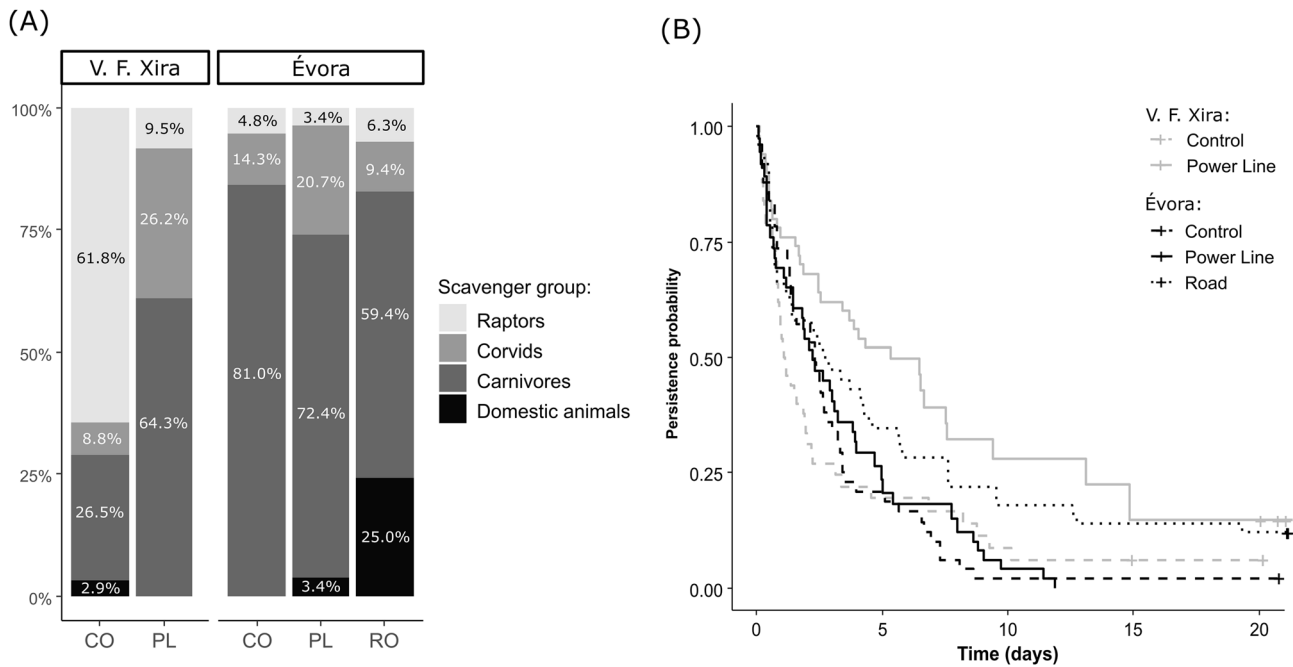 (A)
V. F. Xira
Évora
100%
75%
50%
25%
0%
61.8%
8.8%
26.5%
2.9%
9.5%
26.2%
64.3%
4.8%
14.3%
81.0%
3.4%
20.7%
72.4%
3.4%
6.3%
9.4%
59.4%
25.0%
CO
PL
CO
PL
RO
Scavenger group:
Raptors
Corvids
Carnivores
Domestic animals
(B)
Persistence probability
1.00
0.75
0.50
0.25
0.00
0
5
10
15
20
Time (days)
V. F. Xira:
Control
Power Line
Évora:
Control
Power Line
Road